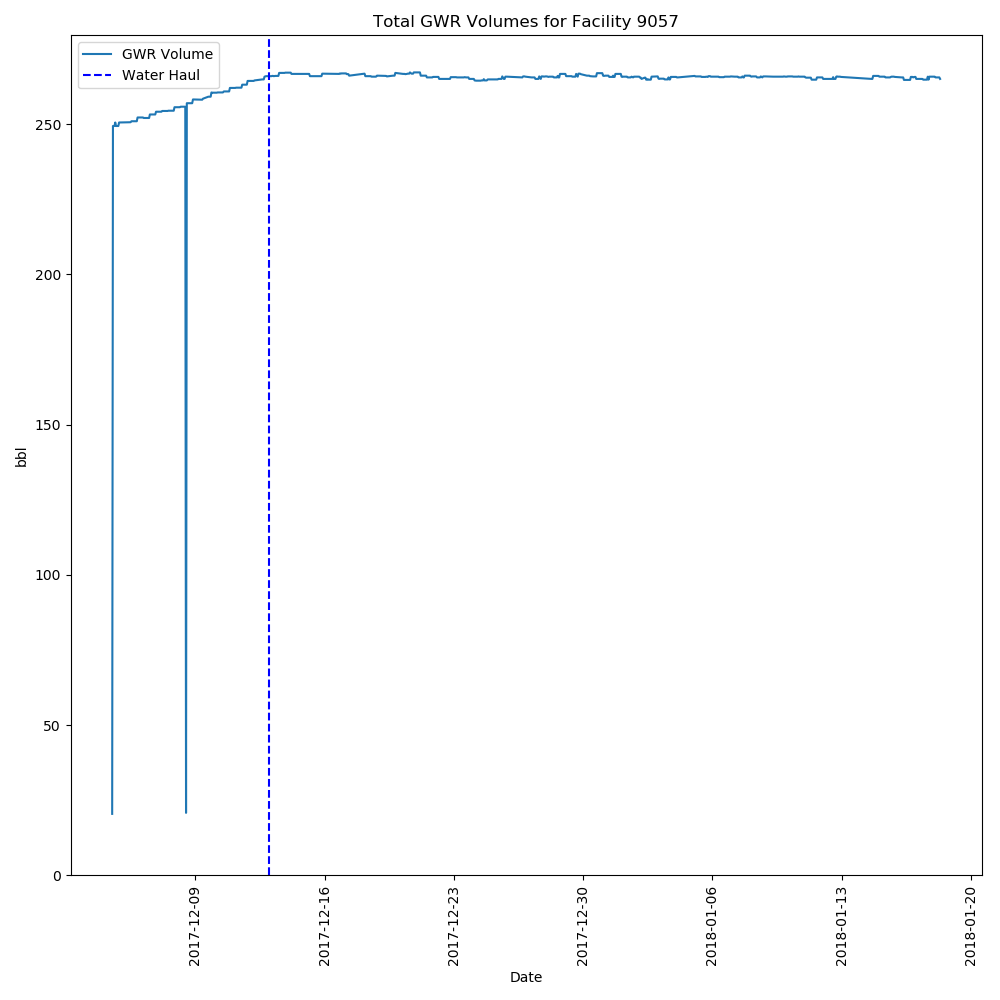 Total GWR Volumes for Facility 9057
GWR Volume
Water Haul
250
200
150
100
50
0
bbl
2017-12-09
2017-12-16
2017-12-23
2017-12-30
2018-01-06
2018-01-13
2018-01-20
Date